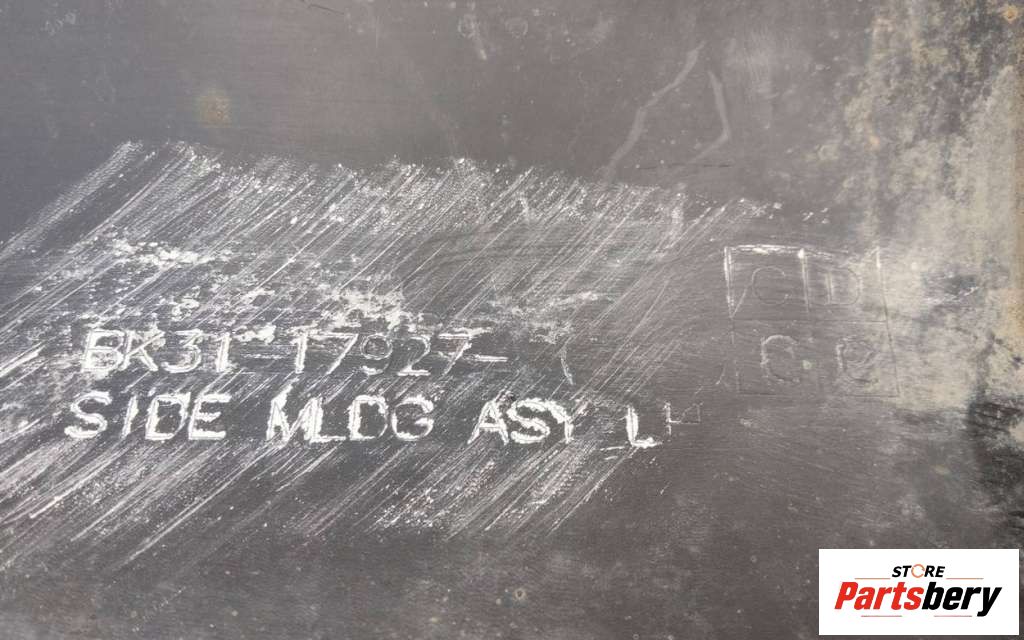 BK31-17927-
SIDE MLDG ASY LH
STORE
Partsbery